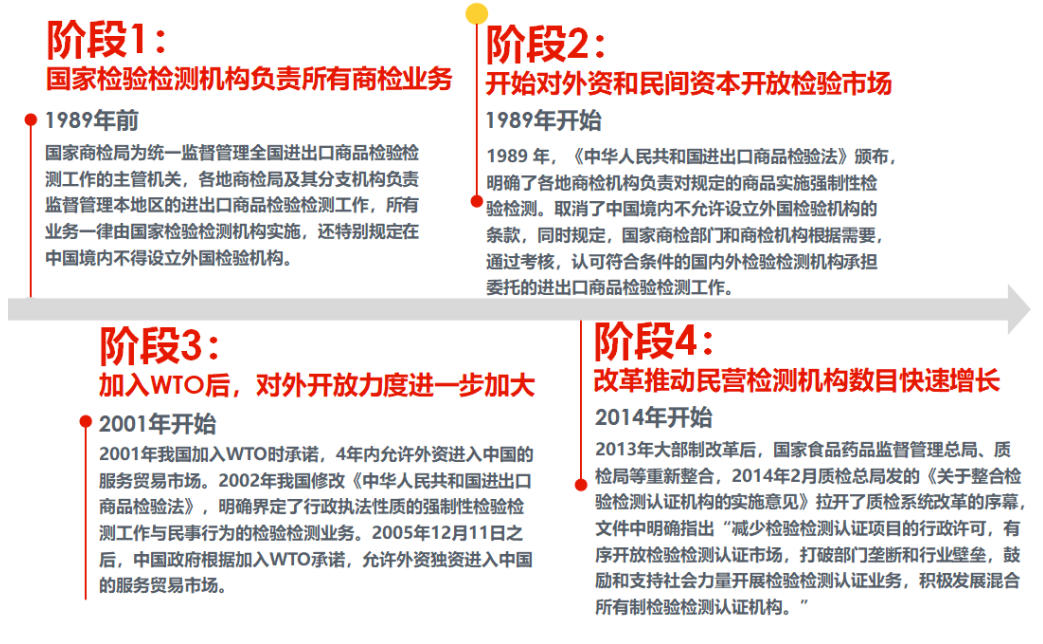 阶段1：
国家检验检测机构负责所有商检业务
1989年前
国家商检局为统一监督管理全国进出口商品检验检
测工作的主管机关，各地商检局及其分支机构负责
监督管理本地区的进出口商品检验检测工作，所有
业务一律由国家检验检测机构实施，还特别规定在
中国境内不得设立外国检验机构。
阶段2：
开始对外资和民间资本开放检验市场
1989年开始
1989 年，《中华人民共和国进出口商品检验法》颁布，
明确了各地商检机构负责对规定的商品实施强制性检
验检测。取消了中国境内不允许设立外国检验机构的
条款，同时规定，国家商检部门和商检机构根据需要，
通过考核，认可符合条件的国内外检验检测机构承担
委托的进出口商品检验检测工作。
阶段3：
加入WTO后，对外开放力度进一步加大
2001年开始
2001年我国加入WTO时承诺，4年内允许外资进入中国的
服务贸易市场。2002年我国修改《中华人民共和国进出口
商品检验法》，明确界定了行政执法性质的强制性检验检
测工作与民事行为的检验检测业务。2005年12月11日之
后，中国政府根据加入WTO承诺，允许外资独资进入中国
的服务贸易市场。
阶段4：
改革推动民营检测机构数目快速增长
2014年开始
2013年大部制改革后，国家食品药品监督管理总局、质
检局等重新整合，2014年2月质检总局发的《关于整合检
验检测认证机构的实施意见》拉开了质检系统改革的序幕，
文件中明确指出“减少检验检测认证项目的行政许可，有
序开放检验检测认证市场，打破部门垄断和行业壁垒，鼓
励和支持社会力量开展检验检测认证业务，积极发展混合
所有制检验检测认证机构。”